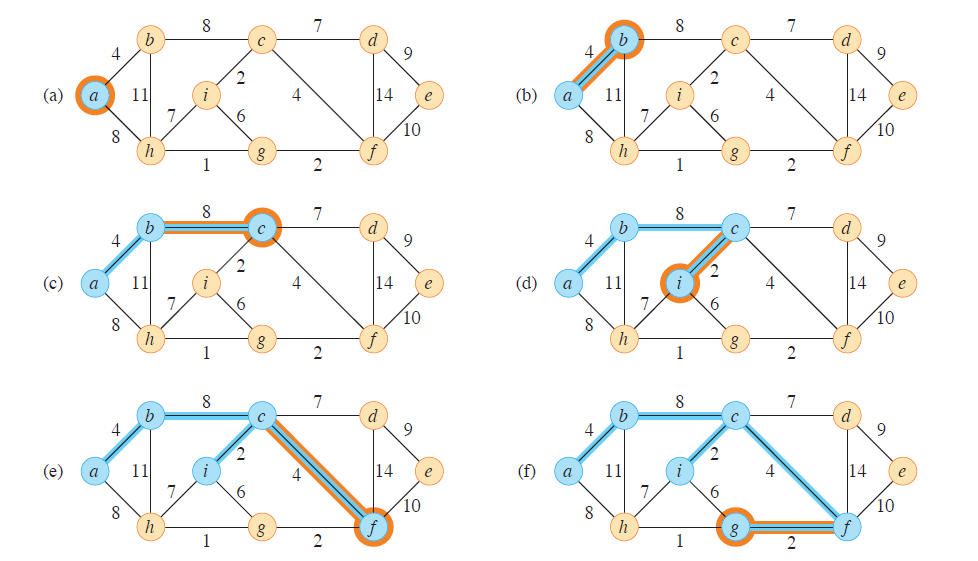 8 7 8 7
b c d b c d
4 9 4 9
2 2
(a) a 11 i 4 14 e (b) a 11 i 4 14 e
7 6 7 6
8 10 8 10
h g f h g f
1 2 1 2
8 7 8 7
b c d b c d
4 9 4 9
2 2
(c) a 11 i 4 14 e (d) a 11 i 4 14 e
7 6 7 6
8 10 8 10
h g f h g f
1 2 1 2
8 7 8 7
b c d b c d
4 9 4 9
2 2
(e) a 11 i 4 14 e (f) a 11 i 4 14 e
7 6 7 6
8 10 8 10
h g f h g f
1 2 1 2